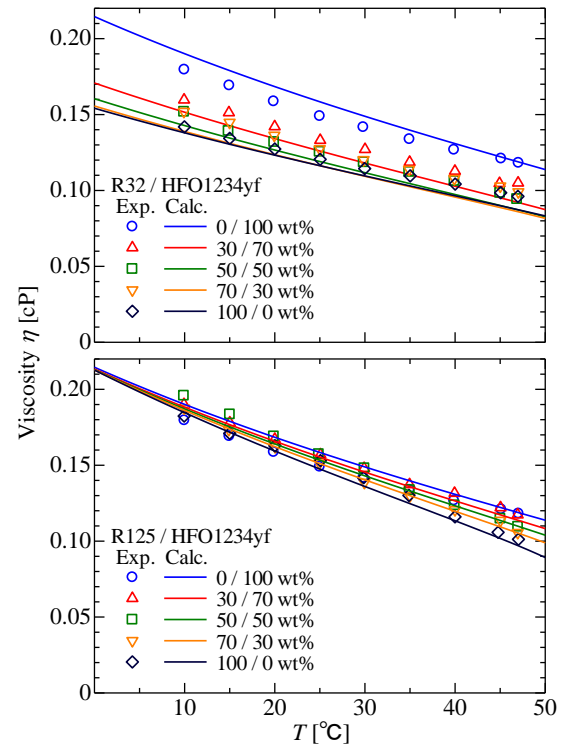 0.20
0.15
0.10
0.05
0
R32 / HFO1234yf
Exp. Calc.
0 / 100 wt%
30 / 70 wt%
50 / 50 wt%
70 / 30 wt%
100 / 0 wt%
Viscosity η [cP]
0.20
0.15
0.10
0.05
0
R125 / HFO1234yf
Exp. Calc.
0 / 100 wt%
30 / 70 wt%
50 / 50 wt%
70 / 30 wt%
100 / 0 wt%
10 20 30 40 50
T [°C]